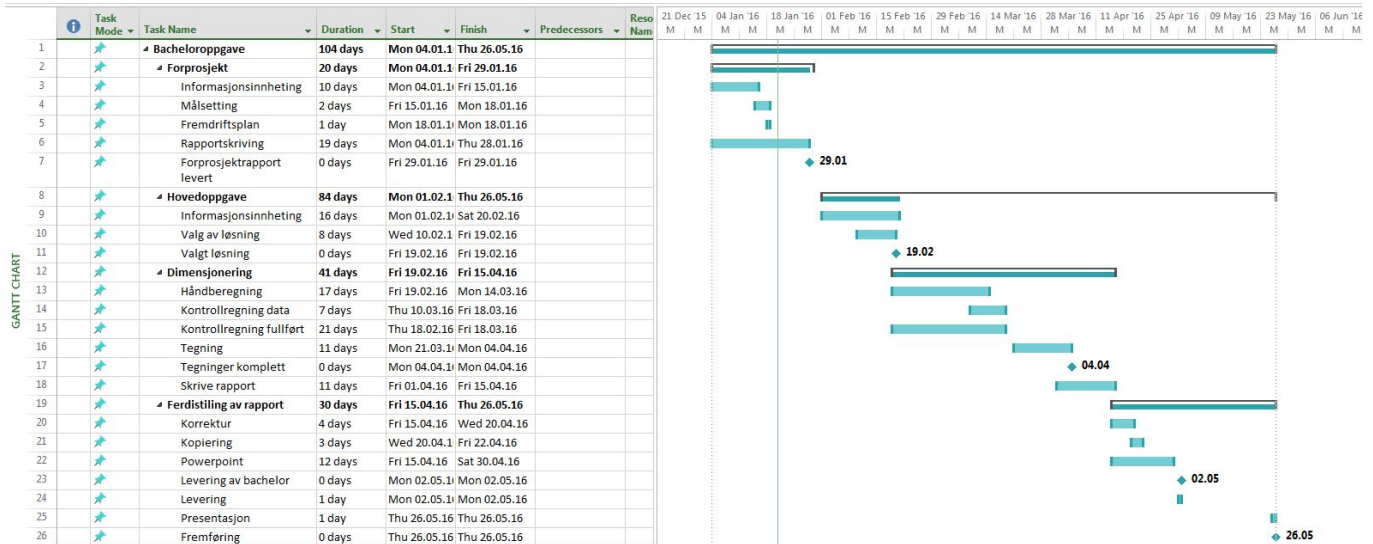 Task Mode Task Name Duration Start Finish Predecessors Reso Nam
21 Dec '15 04 Jan '16 18 Jan '16 01 Feb '16 15 Feb '16 29 Feb '16 14 Mar '16 28 Mar '16 11 Apr '16 25 Apr '16 09 May '16 23 May '16 06 Jun '16
M M M M M M M M M M M M M M M M M M M M M M M M M
1 Bacheloroppgave 104 days Mon 04.01.1 Thu 26.05.16
2 Forprosjekt 20 days Mon 04.01.1 Fri 29.01.16
3 Informasjonsinnheting 10 days Mon 04.01.1 Fri 15.01.16
4 Målsetting 2 days Fri 15.01.16 Mon 18.01.16
5 Fremdriftsplan 1 day Mon 18.01.1 Mon 18.01.16
6 Rapportskriving 19 days Mon 04.01.1 Thu 28.01.16
7 Forprosjektrapport levert 0 days Fri 29.01.16 Fri 29.01.16 29.01
8 Hovedoppgave 84 days Mon 01.02.1 Thu 26.05.16
9 Informasjonsinnheting 16 days Mon 01.02.1 Sat 20.02.16
10 Valg av løsning 8 days Wed 10.02.1 Fri 19.02.16
11 Valgt løsning 0 days Fri 19.02.16 Fri 19.02.16 19.02
12 Dimensjonering 41 days Fri 19.02.16 Fri 15.04.16
13 Håndberegning 17 days Fri 19.02.16 Mon 14.03.16
14 Kontrollregning data 7 days Thu 10.03.16 Fri 18.03.16
15 Kontrollregning fullført 21 days Thu 18.02.16 Fri 18.03.16
16 Tegning 11 days Mon 21.03.1 Mon 04.04.16
17 Tegninger komplett 0 days Mon 04.04.1 Mon 04.04.16 04.04
18 Skrive rapport 11 days Fri 01.04.16 Fri 15.04.16
19 Ferdistiling av rapport 30 days Fri 15.04.16 Thu 26.05.16
20 Korrektur 4 days Fri 15.04.16 Wed 20.04.16
21 Kopiering 3 days Wed 20.04.1 Fri 22.04.16
22 Powerpoint 12 days Fri 15.04.16 Sat 30.04.16
23 Levering av bachelor 0 days Mon 02.05.1 Mon 02.05.16 02.05
24 Levering 1 day Mon 02.05.1 Mon 02.05.16
25 Presentasjon 1 day Thu 26.05.16 Thu 26.05.16
26 Fremføring 0 days Thu 26.05.16 Thu 26.05.16 26.05
GANTT CHART